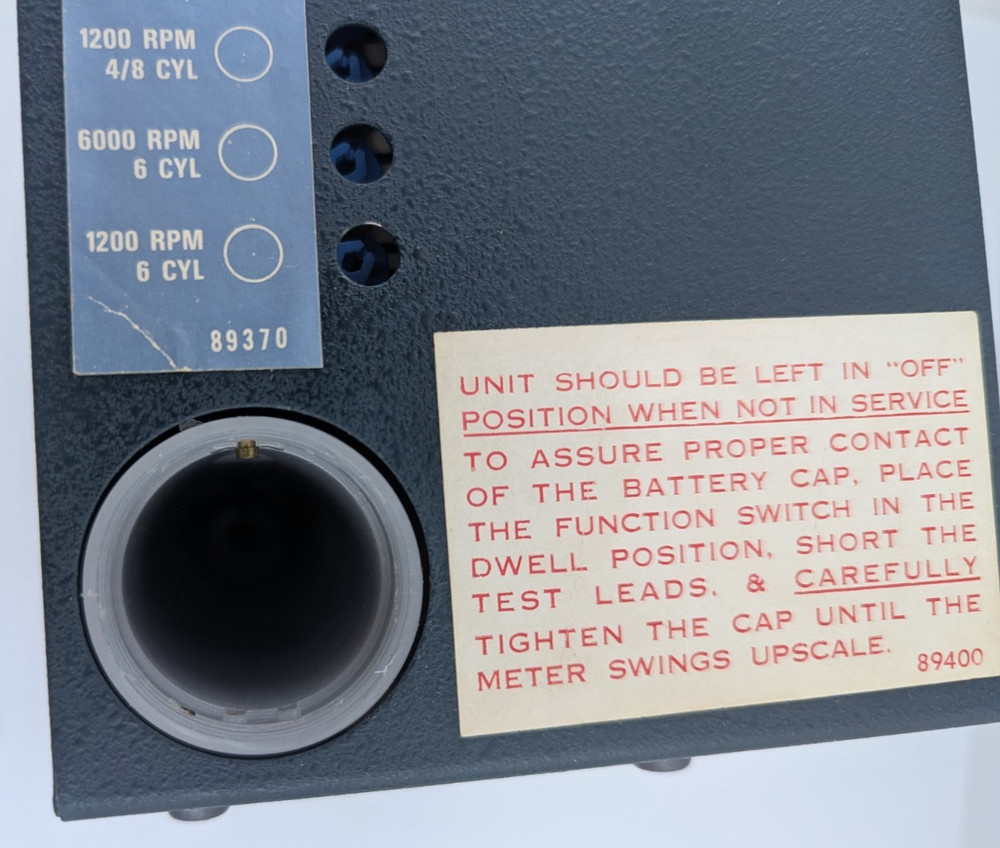 1200 RPM
4/8 CYL
6000 RPM
6 CYL
1200 RPM
6 CYL
89370
UNIT SHOULD BE LEFT IN "OFF"
POSITION WHEN NOT IN SERVICE
TO ASSURE PROPER CONTACT
OF THE BATTERY CAP, PLACE
THE FUNCTION SWITCH IN THE
DWELL POSITION, SHORT THE
TEST LEADS, & CAREFULLY
TIGHTEN THE CAP UNTIL THE
METER SWINGS UPSCALE.
89400